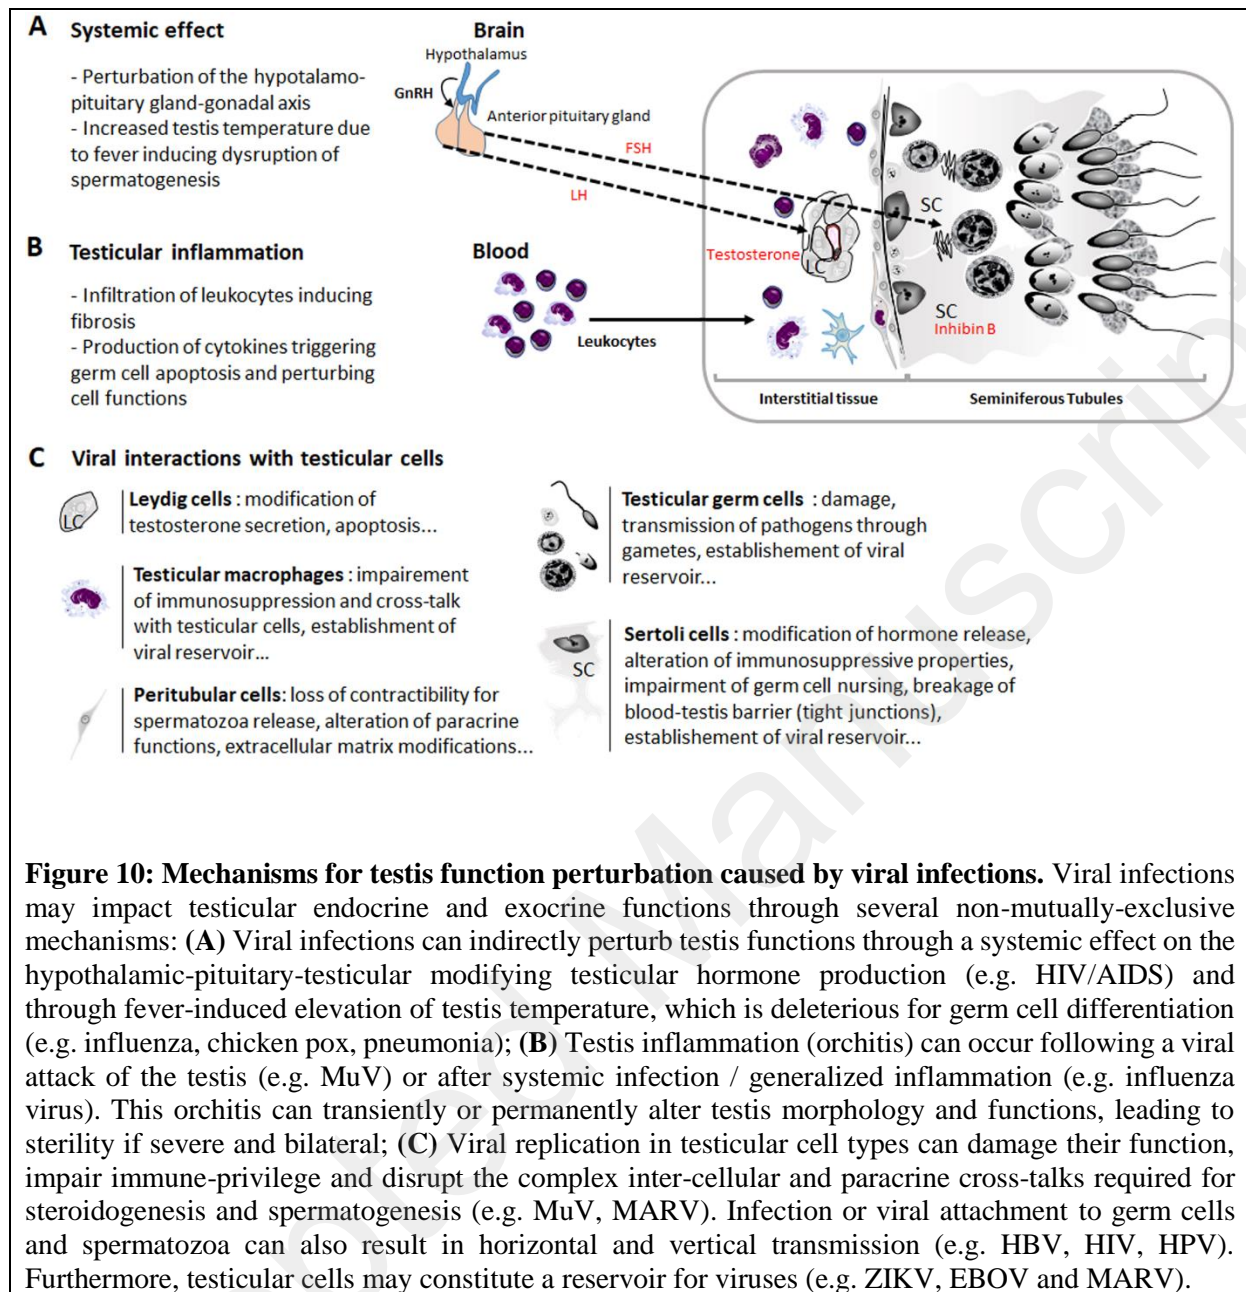 A Systemic effect
- Perturbation of the hypotalamo-
pituitary gland-gonadal axis
- Increased testis temperature due
to fever inducing dysruption of
spermatogenesis
Brain
Hypothalamus
GnRH
Anterior pituitary gland
FSH
LH
SC
Testosterone
LC
SC
Inhibin B
B Testicular inflammation
- Infiltration of leukocytes inducing
fibrosis
- Production of cytokines triggering
germ cell apoptosis and perturbing
cell functions
Blood
Leukocytes
Interstitial tissue
Seminiferous Tubules
C Viral interactions with testicular cells
LC
Leydig cells : modification of
testosterone secretion, apoptosis...
Testicular macrophages : impairement
of immunosuppression and cross-talk
with testicular cells, establishment of
viral reservoir...
Peritubular cells: loss of contractibility for
spermatozoa release, alteration of paracrine
functions, extracellular matrix modifications...
Testicular germ cells : damage,
transmission of pathogens through
gametes, establishement of viral
reservoir...
SC
Sertoli cells : modification of hormone release,
alteration of immunosuppressive properties,
impairment of germ cell nursing, breakage of
blood-testis barrier (tight junctions),
establishement of viral reservoir...
Figure 10: Mechanisms for testis function perturbation caused by viral infections. Viral infections
may impact testicular endocrine and exocrine functions through several non-mutually-exclusive
mechanisms: (A) Viral infections can indirectly perturb testis functions through a systemic effect on the
hypothalamic-pituitary-testicular modifying testicular hormone production (e.g. HIV/AIDS) and
through fever-induced elevation of testis temperature, which is deleterious for germ cell differentiation
(e.g. influenza, chicken pox, pneumonia); (B) Testis inflammation (orchitis) can occur following a viral
attack of the testis (e.g. MuV) or after systemic infection / generalized inflammation (e.g. influenza
virus). This orchitis can transiently or permanently alter testis morphology and functions, leading to
sterility if severe and bilateral; (C) Viral replication in testicular cell types can damage their function,
impair immune-privilege and disrupt the complex inter-cellular and paracrine cross-talks required for
steroidogenesis and spermatogenesis (e.g. MuV, MARV). Infection or viral attachment to germ cells
and spermatozoa can also result in horizontal and vertical transmission (e.g. HBV, HIV, HPV).
Furthermore, testicular cells may constitute a reservoir for viruses (e.g. ZIKV, EBOV and MARV).
pted Manuscrip